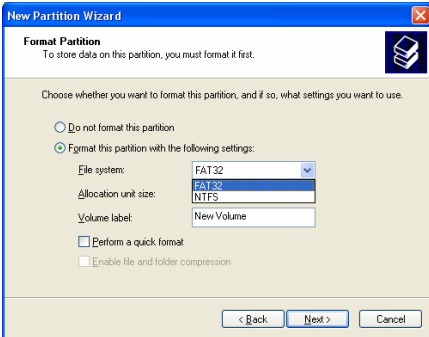 New Partition Wizard
Format Partition
To store data on this partition, you must format it first.
Choose whether you want to format this partition, and if so, what settings you want to use.
Do not format this partition
Format this partition with the following settings:
File system: FAT32
FAT32
Allocation unit size: NTFS
Volume label: New Volume
Perform a quick format
Enable file and folder compression
< Back Next > Cancel